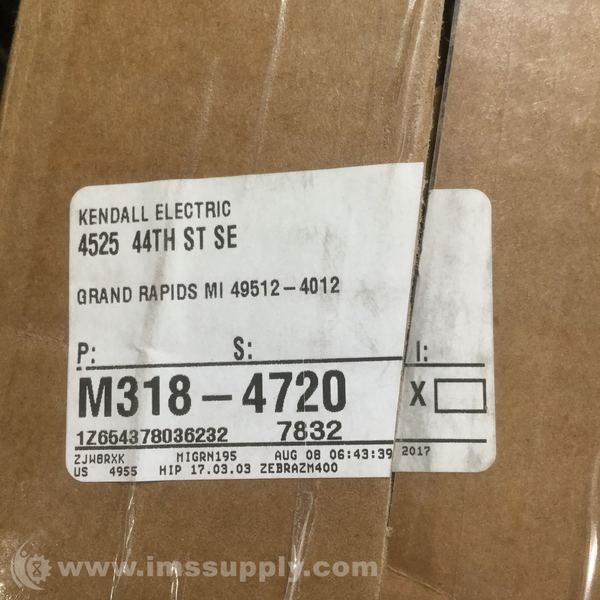 KENDALL ELECTRIC
4525 44TH ST SE
GRAND RAPIDS MI 49512-4012
P: S: I:
M318-4720 X
1Z654378036232 7832
ZJW8RXK MIGRN195 AUG 08 06:43:39 2017
US 4955 HIP 17.03.03 ZEBRAZM400
www.imssupply.com